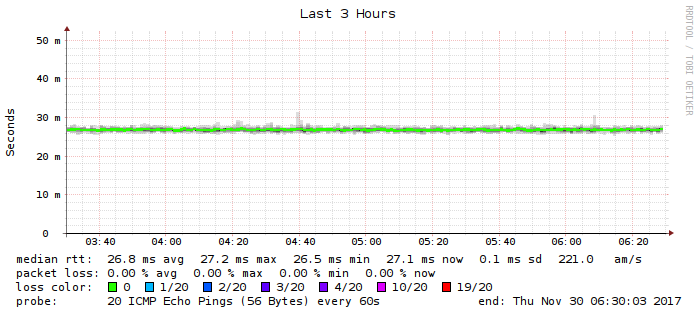 Last 3 Hours
RRDTOOL / TOBI OETIKER
Seconds
50 m
40 m
30 m
20 m
10 m
0
03:40 04:00 04:20 04:40 05:00 05:20 05:40 06:00 06:20
median rtt: 26.8 ms avg 27.2 ms max 26.5 ms min 27.1 ms now 0.1 ms sd 221.0 am/s
packet loss: 0.00 % avg 0.00 % max 0.00 % min 0.00 % now
loss color: 0 1/20 2/20 3/20 4/20 10/20 19/20
probe: 20 ICMP Echo Pings (56 Bytes) every 60s end: Thu Nov 30 06:30:03 2017